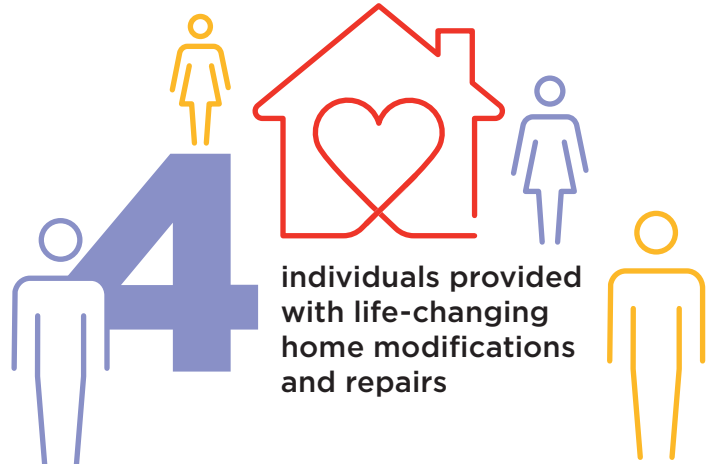 4
individuals provided
with life-changing
home modifications
and repairs